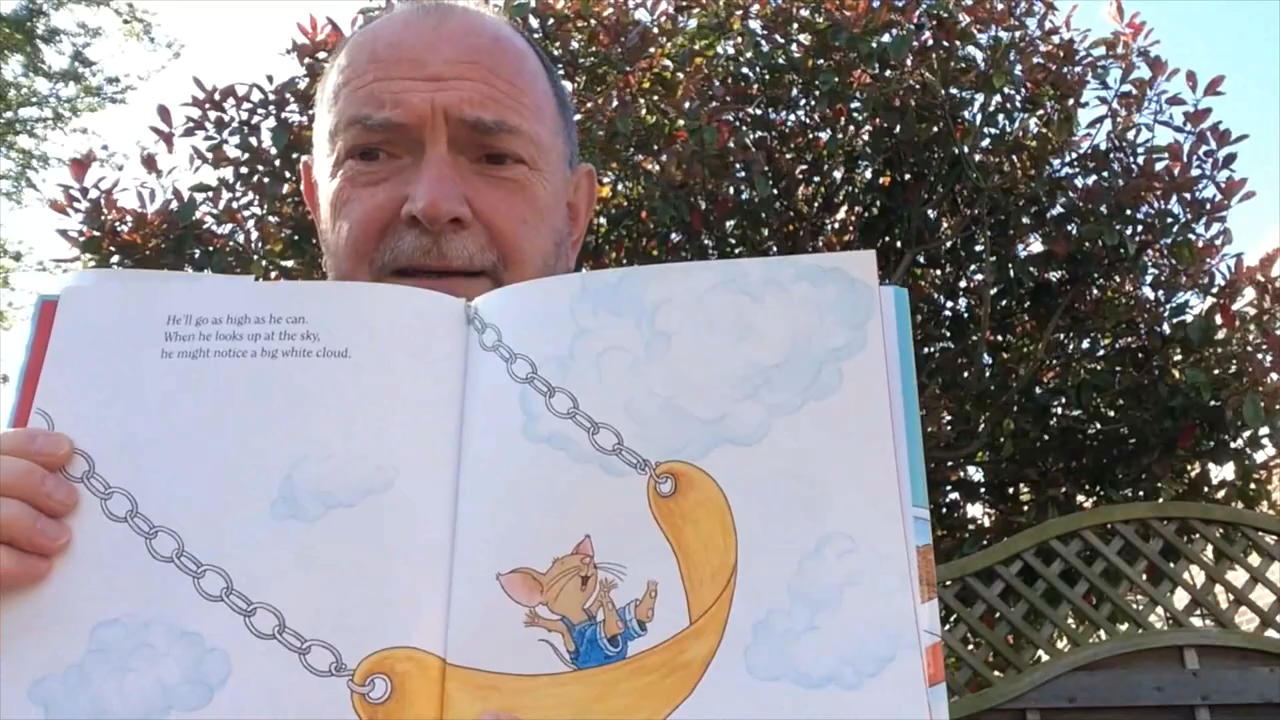 He'll go as high as he can.
When he looks up at the sky,
he might notice a big white cloud.